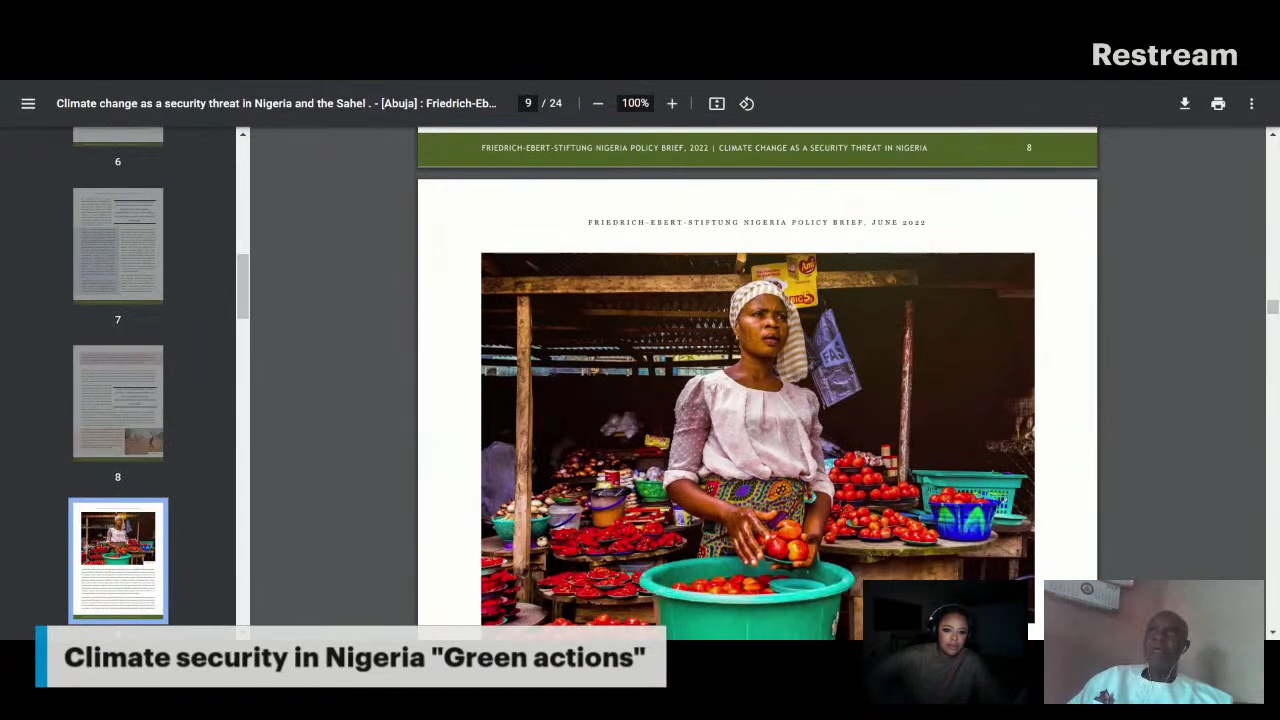 Restream
Climate change as a security threat in Nigeria and the Sahel . - [Abuja] : Friedrich-Eb...
9 / 24
100%
6
FRIEDRICH-EBERT-STIFTUNG NIGERIA POLICY BRIEF, 2022 | CLIMATE CHANGE AS A SECURITY THREAT IN NIGERIA
8
7
8
FRIEDRICH-EBERT-STIFTUNG NIGERIA POLICY BRIEF, JUNE 2022
BIG5
Climate security in Nigeria "Green actions"